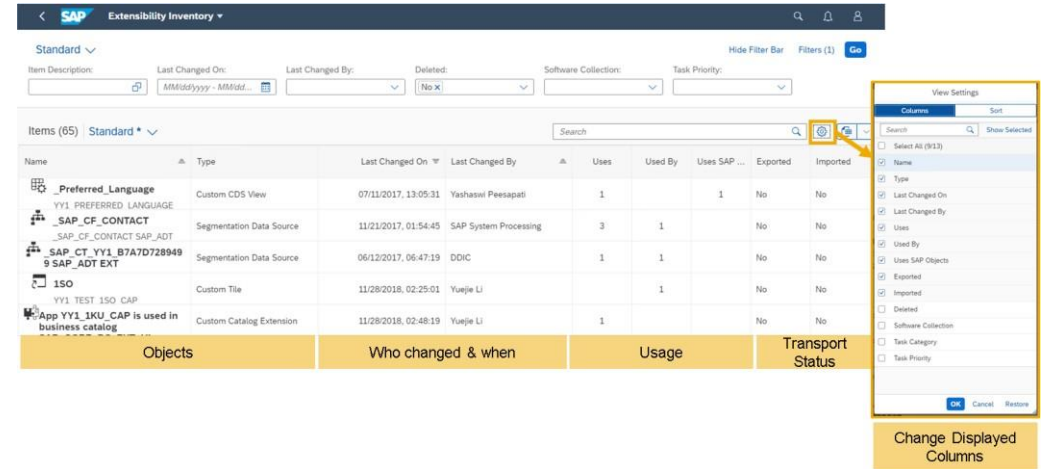 SAP Extensibility Inventory
Standard
Hide Filter Bar Filters (1) Go
Item Description: Last Changed On: Last Changed By: Deleted: Software Collection: Task Priority:
MM/dd/yyyy - MM/dd... No x
Items (65) Standard * Search
Name Type Last Changed On Last Changed By Uses Used By Uses SAP ... Exported Imported
_Preferred_Language Custom CDS View 07/11/2017, 13:05:31 Yashaswi Peesapati 1 1 No No
YY1_PREFERRED_LANGUAGE
_SAP_CF_CONTACT Segmentation Data Source 11/21/2017, 01:54:45 SAP System Processing 3 1 No No
_SAP_CF_CONTACT SAP_ADT
_SAP_CT_YY1_B7A7D728949 Segmentation Data Source 06/12/2017, 06:47:19 DDIC 1 1 No No
9 SAP_ADT EXT
1SO Custom Tile 11/28/2018, 02:25:01 Yuejie Li 1 No No
YY1_TEST_1SO_CAP
App YY1_1KU_CAP is used in Custom Catalog Extension 11/28/2018, 02:48:19 Yuejie Li 1 No No
business catalog
Objects Who changed & when Usage Transport
Status
View Settings
Columns Sort
Search Show Selected
Select All (9/13)
Name
Type
Last Changed On
Last Changed By
Uses
Used By
Uses SAP Objects
Exported
Imported
Deleted
Software Collection
Task Category
Task Priority
OK Cancel Restore
Change Displayed
Columns